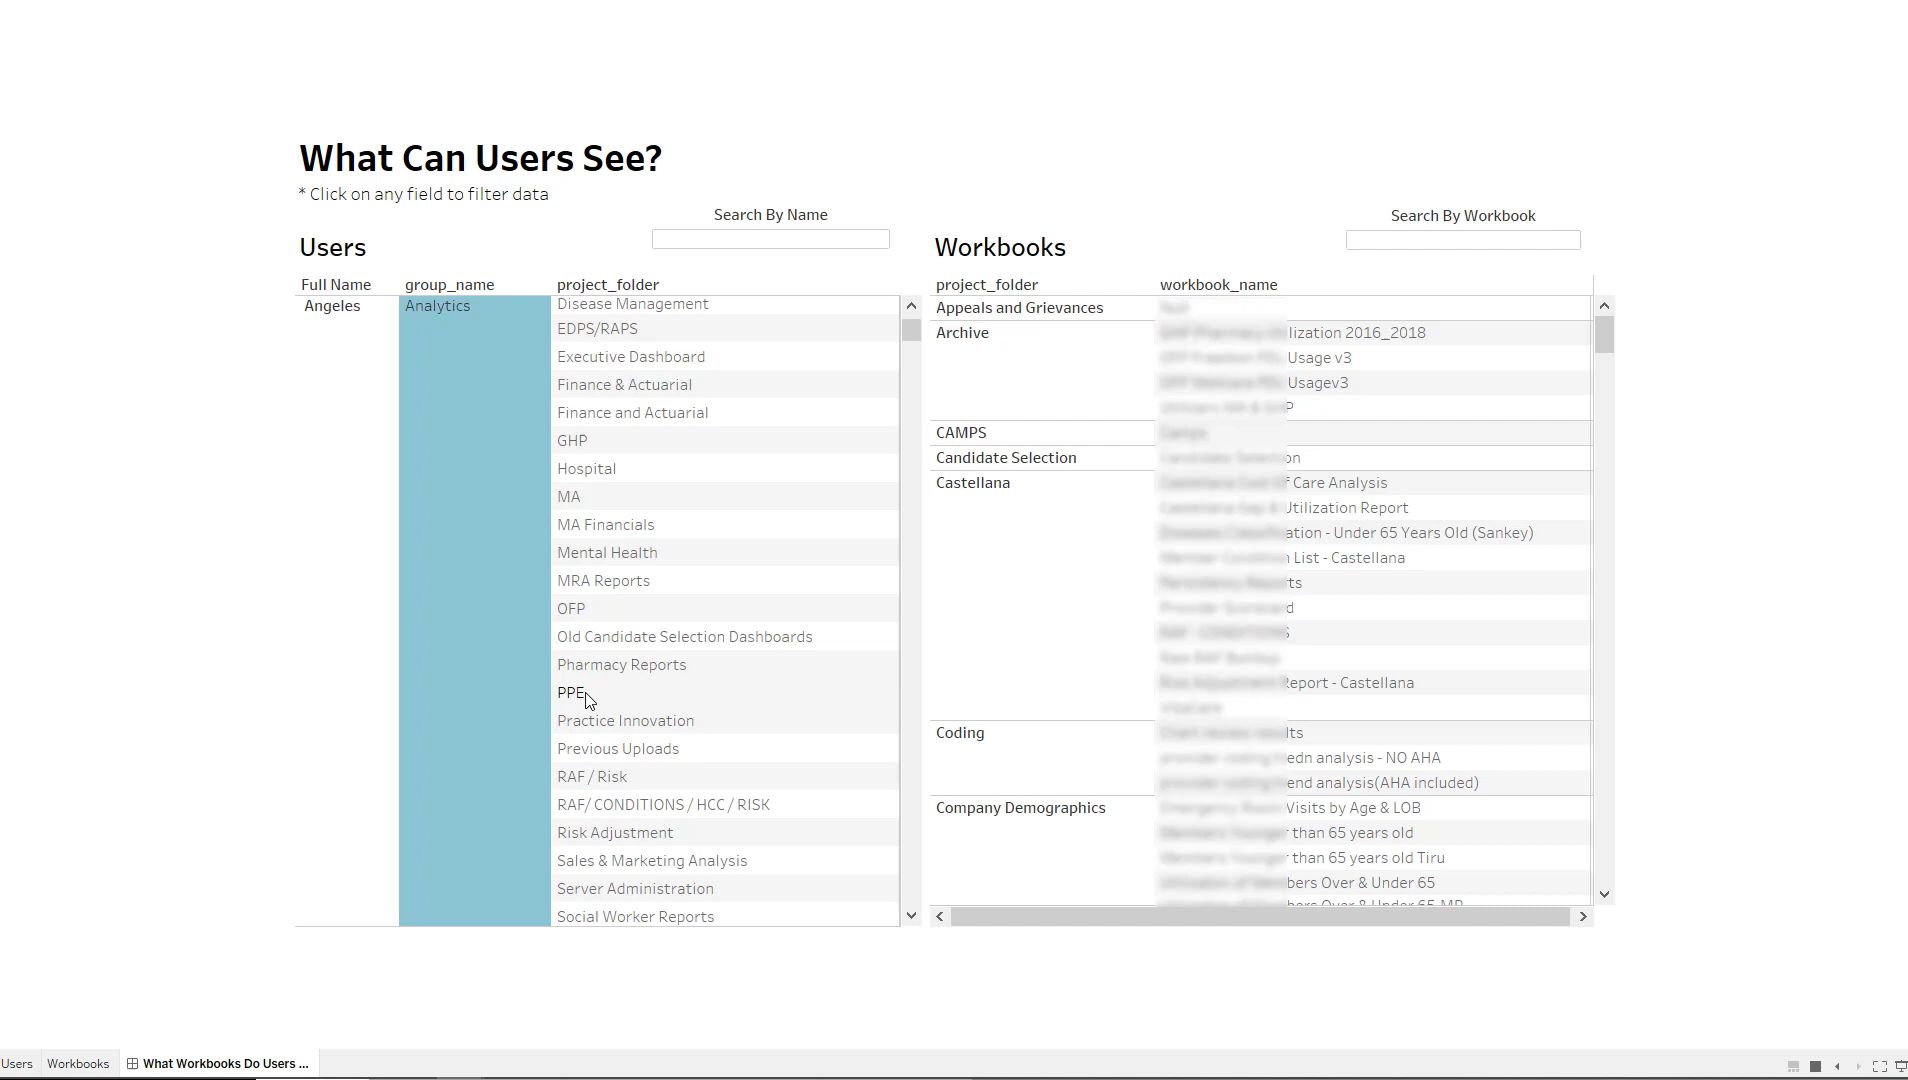 What Can Users See?
* Click on any field to filter data
Search By Name
Search By Workbook
Users
Workbooks
Full Name group_name project_folder
project_folder workbook_name
Angeles Analytics Disease Management
EDPS/RAPS
Executive Dashboard
Finance & Actuarial
Finance and Actuarial
GHP
Hospital
MA
MA Financials
Mental Health
MRA Reports
OFP
Old Candidate Selection Dashboards
Pharmacy Reports
PPE
Practice Innovation
Previous Uploads
RAF / Risk
RAF/ CONDITIONS / HCC / RISK
Risk Adjustment
Sales & Marketing Analysis
Server Administration
Social Worker Reports
Appeals and Grievances
Archive 2016_2018
Usage v3
Usagev3
CAMPS
Candidate Selection
Castellana Care Analysis
Utilization Report
- Under 65 Years Old (Sankey)
List - Castellana
Report - Castellana
Coding
analysis - NO AHA
analysis(AHA included)
Company Demographics Visits by Age & LOB
than 65 years old
than 65 years old Tiru
Over & Under 65
Over & Under 65-MP
Users Workbooks What Workbooks Do Users ...